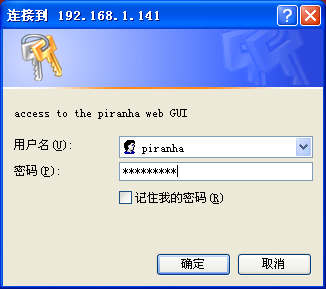 连接到 192.168.1.141
access to the piranha web GUI
用户名(U):
piranha
密码(P):
*********
记住我的密码(R)
确定
取消